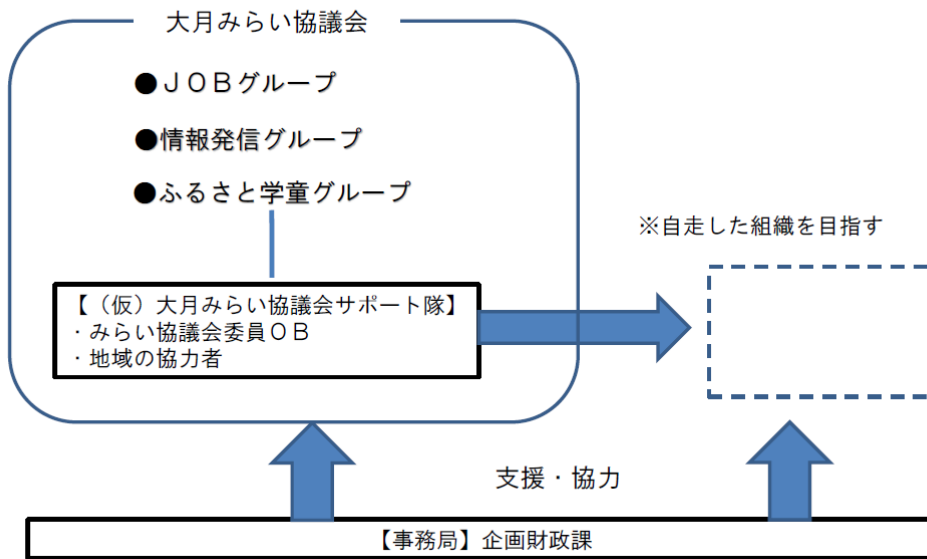 大月みらい協議会
●ＪＯＢグループ
●情報発信グループ
●ふるさと学童グループ
※自走した組織を目指す
【（仮）大月みらい協議会サポート隊】
・みらい協議会委員ＯＢ
・地域の協力者
支援・協力
【事務局】企画財政課